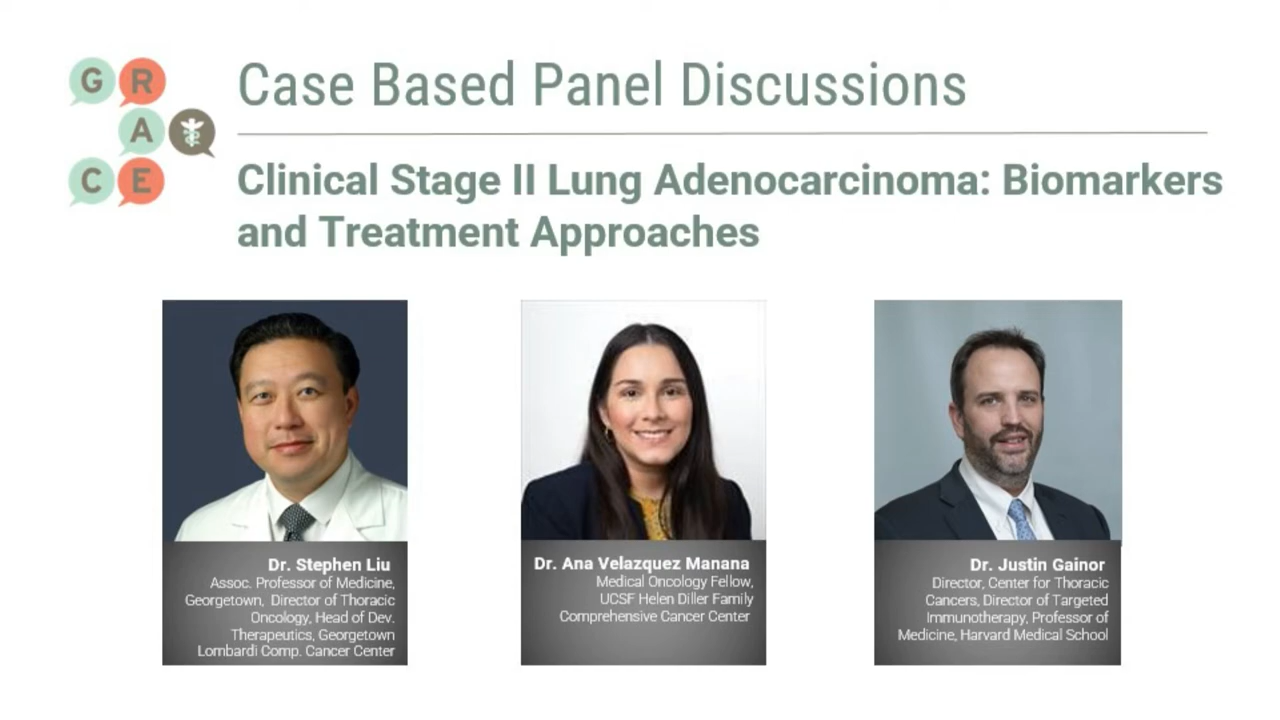 G R
A
C E
Case Based Panel Discussions
Clinical Stage II Lung Adenocarcinoma: Biomarkers
and Treatment Approaches
Dr. Stephen Liu
Assoc. Professor of Medicine,
Georgetown, Director of Thoracic
Oncology, Head of Dev.
Therapeutics, Georgetown
Lombardi Comp. Cancer Center
Dr. Ana Velazquez Manana
Medical Oncology Fellow,
UCSF Helen Diller Family
Comprehensive Cancer Center
Dr. Justin Gainor
Director, Center for Thoracic
Cancers, Director of Targeted
Immunotherapy, Professor of
Medicine, Harvard Medical School